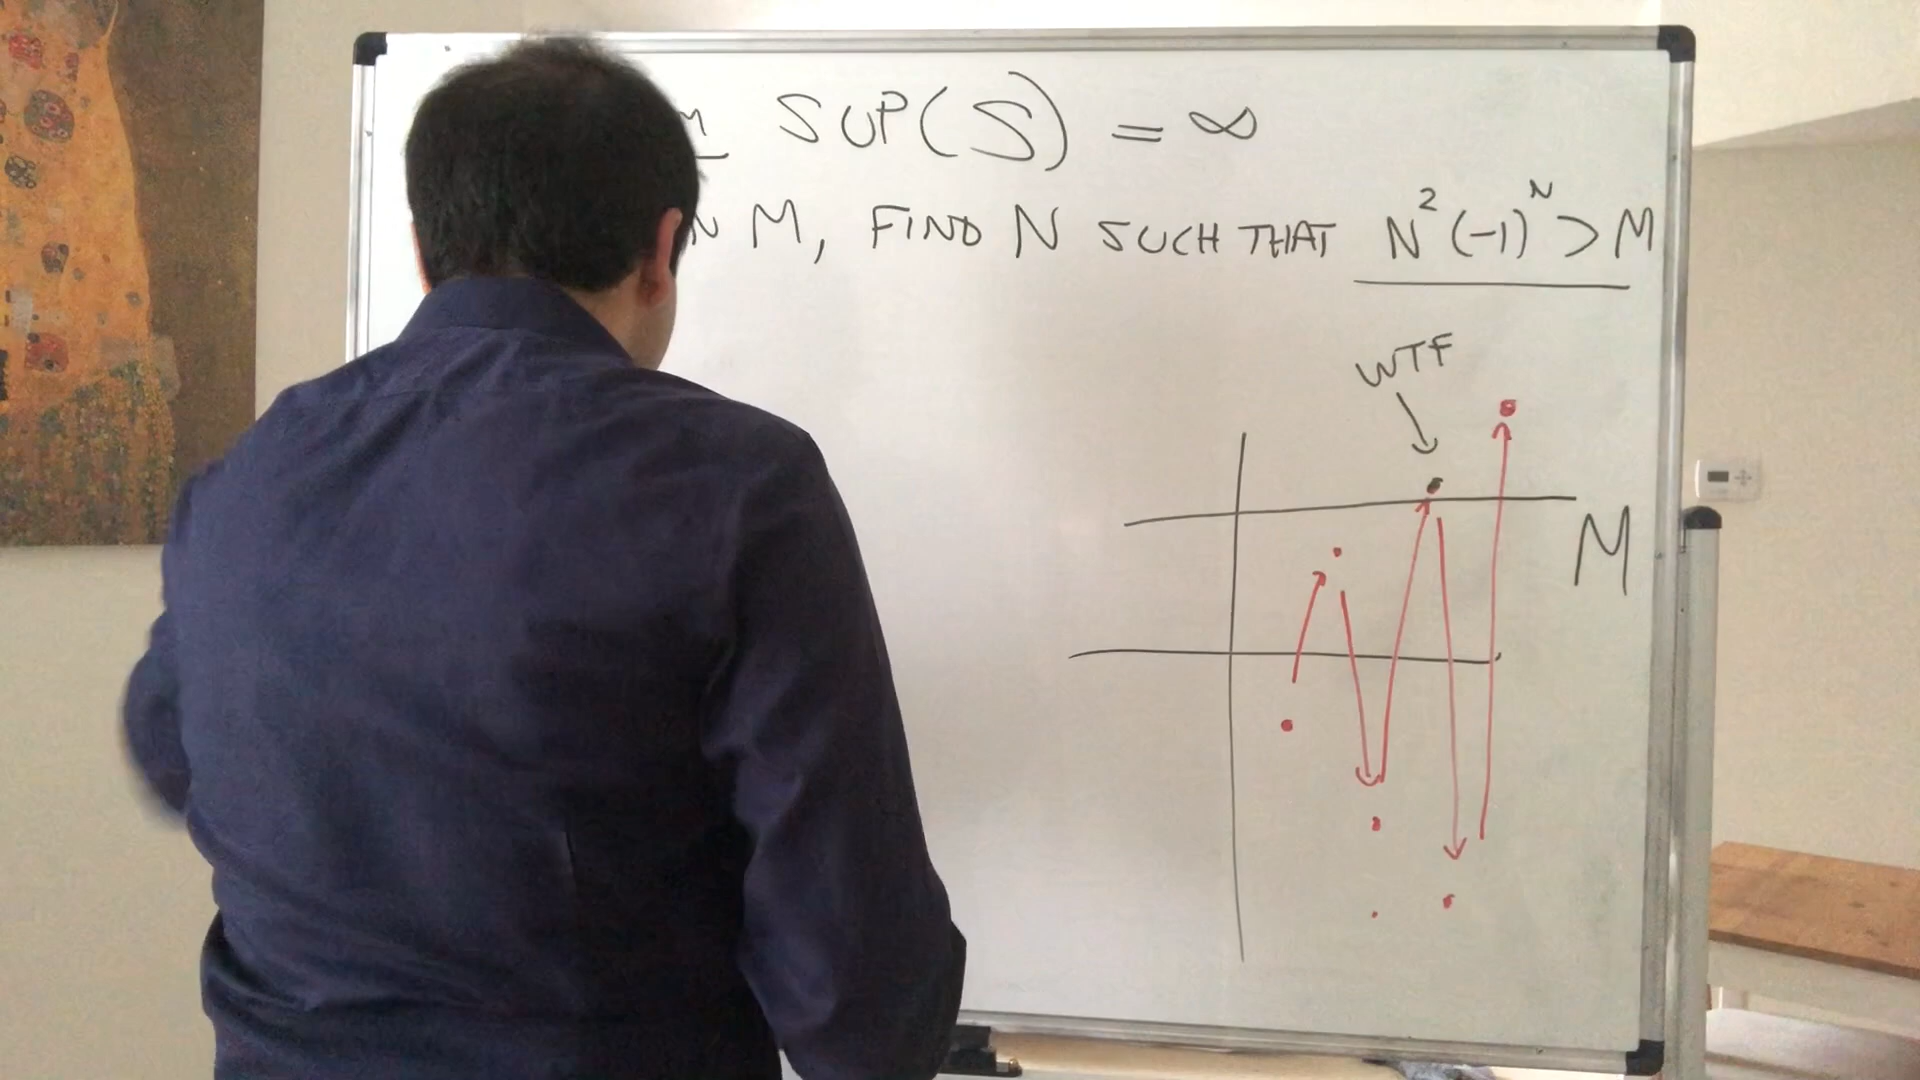 SUP(S) = ∞
N M, FIND N SUCH THAT N²(-1)ᴺ > M
WTF
M